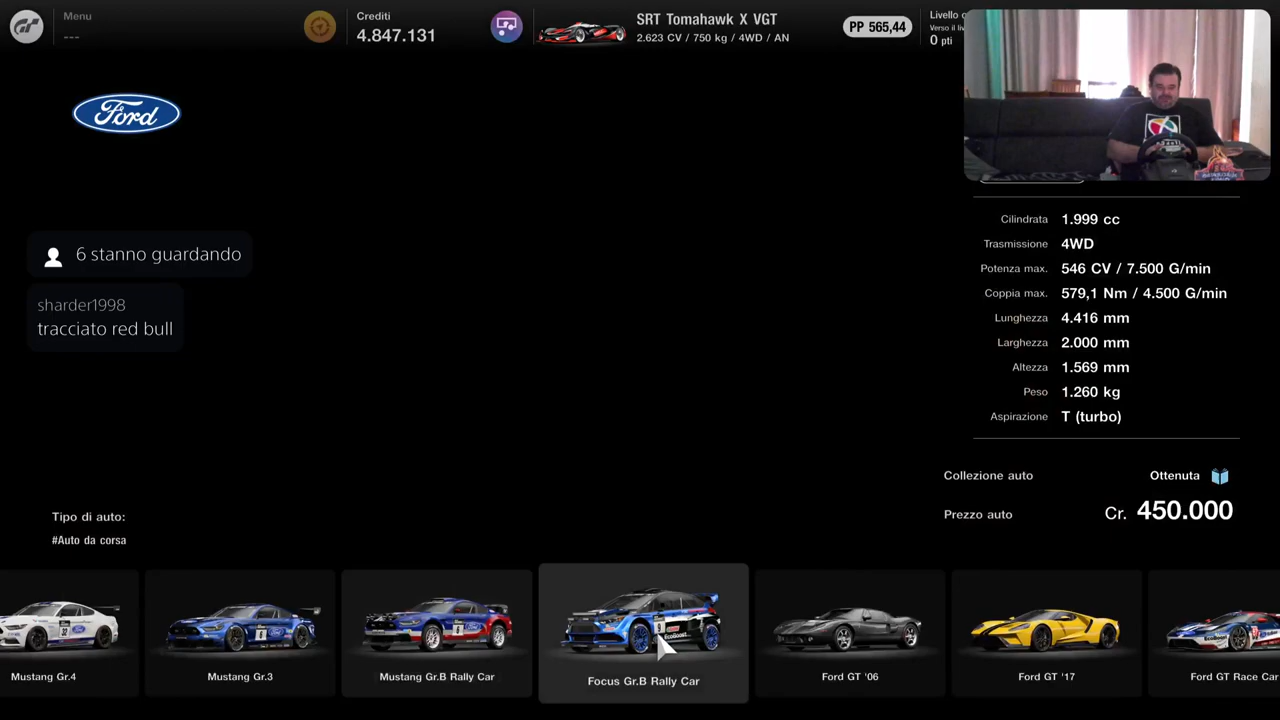 Menu
---
Crediti
4.847.131
SRT Tomahawk X VGT
2.623 CV / 750 kg / 4WD / AN
PP 565,44
Livello
Verso il liv
0 pti
Ford
6 stanno guardando
sharder1998
tracciato red bull
Cilindrata 1.999 cc
Trasmissione 4WD
Potenza max. 546 CV / 7.500 G/min
Coppia max. 579,1 Nm / 4.500 G/min
Lunghezza 4.416 mm
Larghezza 2.000 mm
Altezza 1.569 mm
Peso 1.260 kg
Aspirazione T (turbo)
Collezione auto Ottenuta
Prezzo auto Cr. 450.000
Tipo di auto:
#Auto da corsa
Mustang Gr.4
Mustang Gr.3
Mustang Gr.B Rally Car
Focus Gr.B Rally Car
Ford GT '06
Ford GT '17
Ford GT Race Car